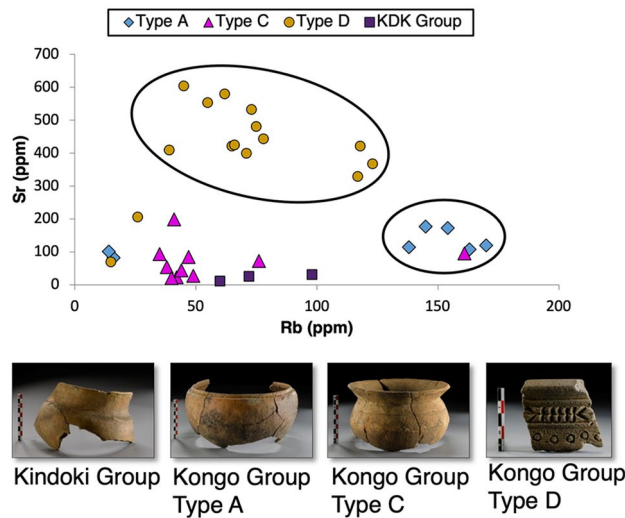 Type A Type C Type D KDK Group
700
600
500
400
300
200
100
0
Sr (ppm)
0 50 100 150 200
Rb (ppm)
Kindoki Group
Kongo Group
Type A
Kongo Group
Type C
Kongo Group
Type D